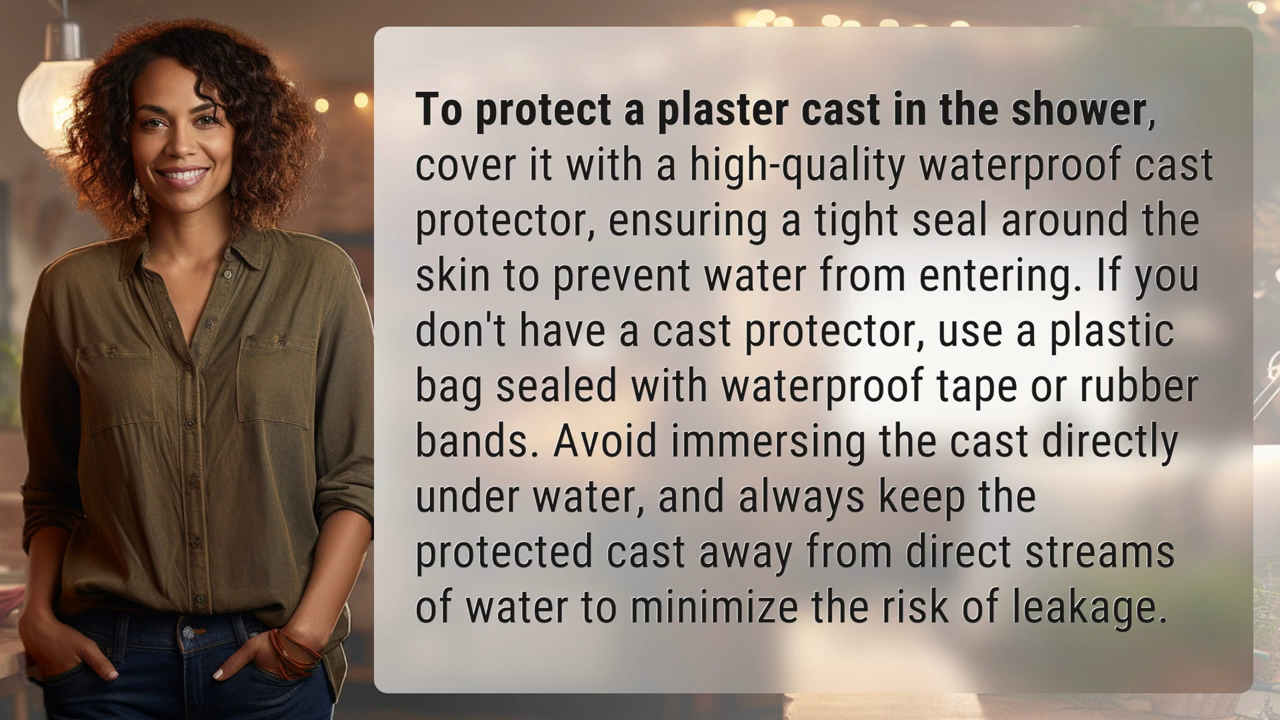 To protect a plaster cast in the shower,
cover it with a high-quality waterproof cast
protector, ensuring a tight seal around the
skin to prevent water from entering. If you
don't have a cast protector, use a plastic
bag sealed with waterproof tape or rubber
bands. Avoid immersing the cast directly
under water, and always keep the
protected cast away from direct streams
of water to minimize the risk of leakage.